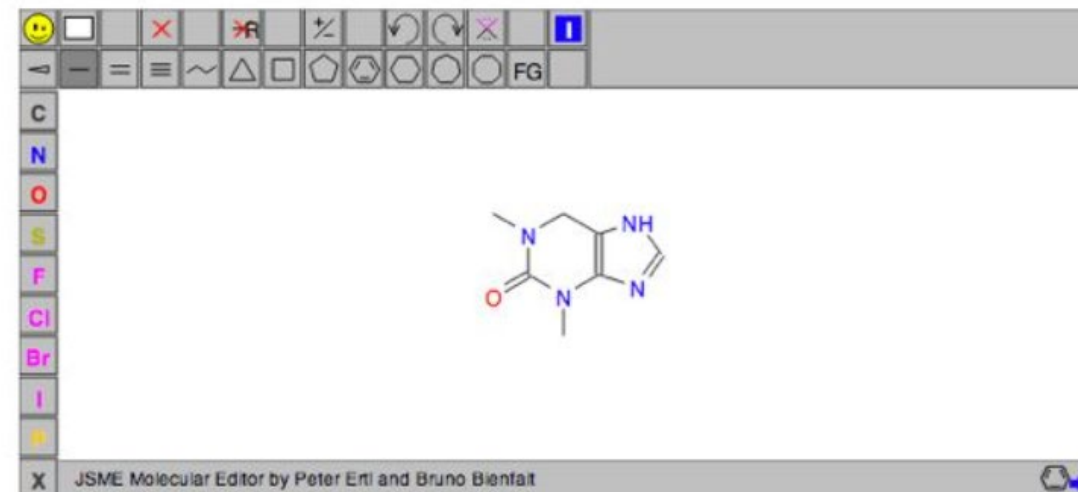 R
FG
C
N
O
S
F
Cl
Br
I
P
X
N
NH
O
N
N
JSME Molecular Editor by Peter Ertl and Bruno Bienfait